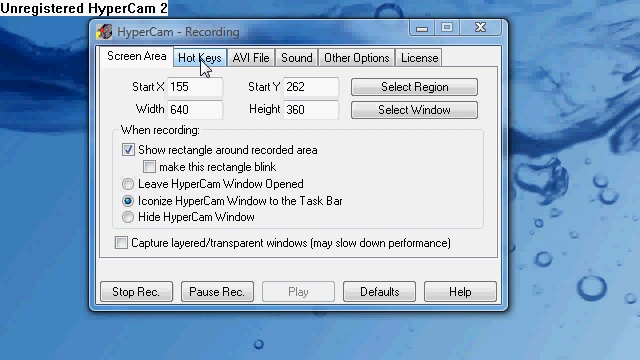 Unregistered HyperCam 2
HyperCam - Recording
Screen Area Hot Keys AVI File Sound Other Options License
Start X 155 Start Y 262 Select Region
Width 640 Height 360 Select Window
When recording:
Show rectangle around recorded area
make this rectangle blink
Leave HyperCam Window Opened
Iconize HyperCam Window to the Task Bar
Hide HyperCam Window
Capture layered/transparent windows (may slow down performance)
Stop Rec. Pause Rec. Play Defaults Help